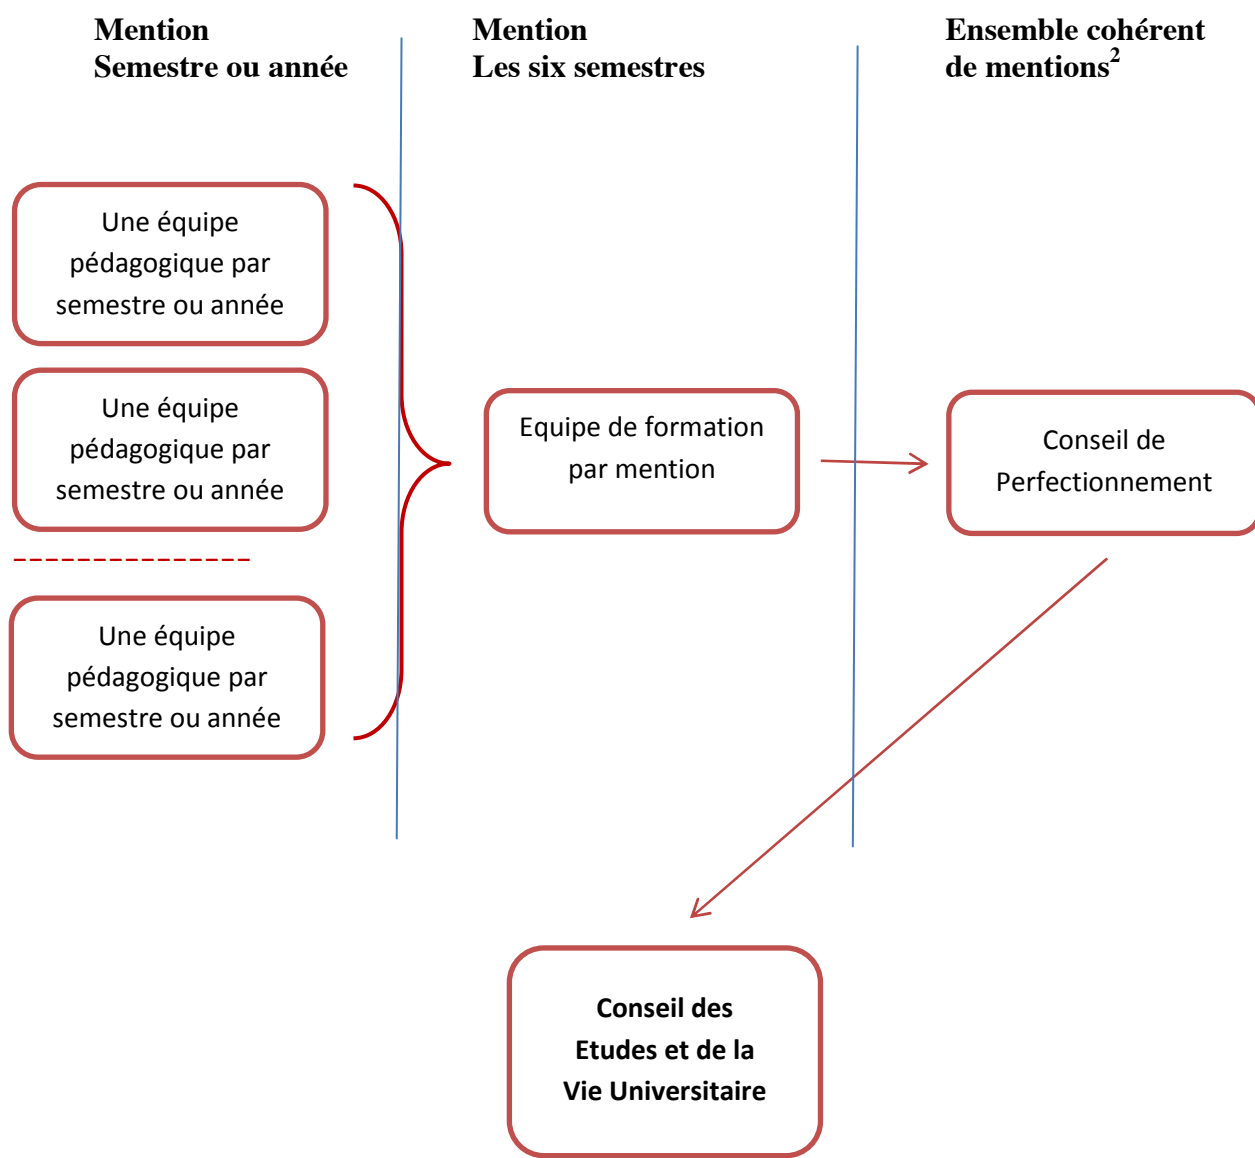 Mention
Semestre ou année
Mention
Les six semestres
Ensemble cohérent
de mentions²
Une équipe
pédagogique par
semestre ou année
Une équipe
pédagogique par
semestre ou année
Une équipe
pédagogique par
semestre ou année
Equipe de formation
par mention
Conseil de
Perfectionnement
Conseil des
Etudes et de la
Vie Universitaire